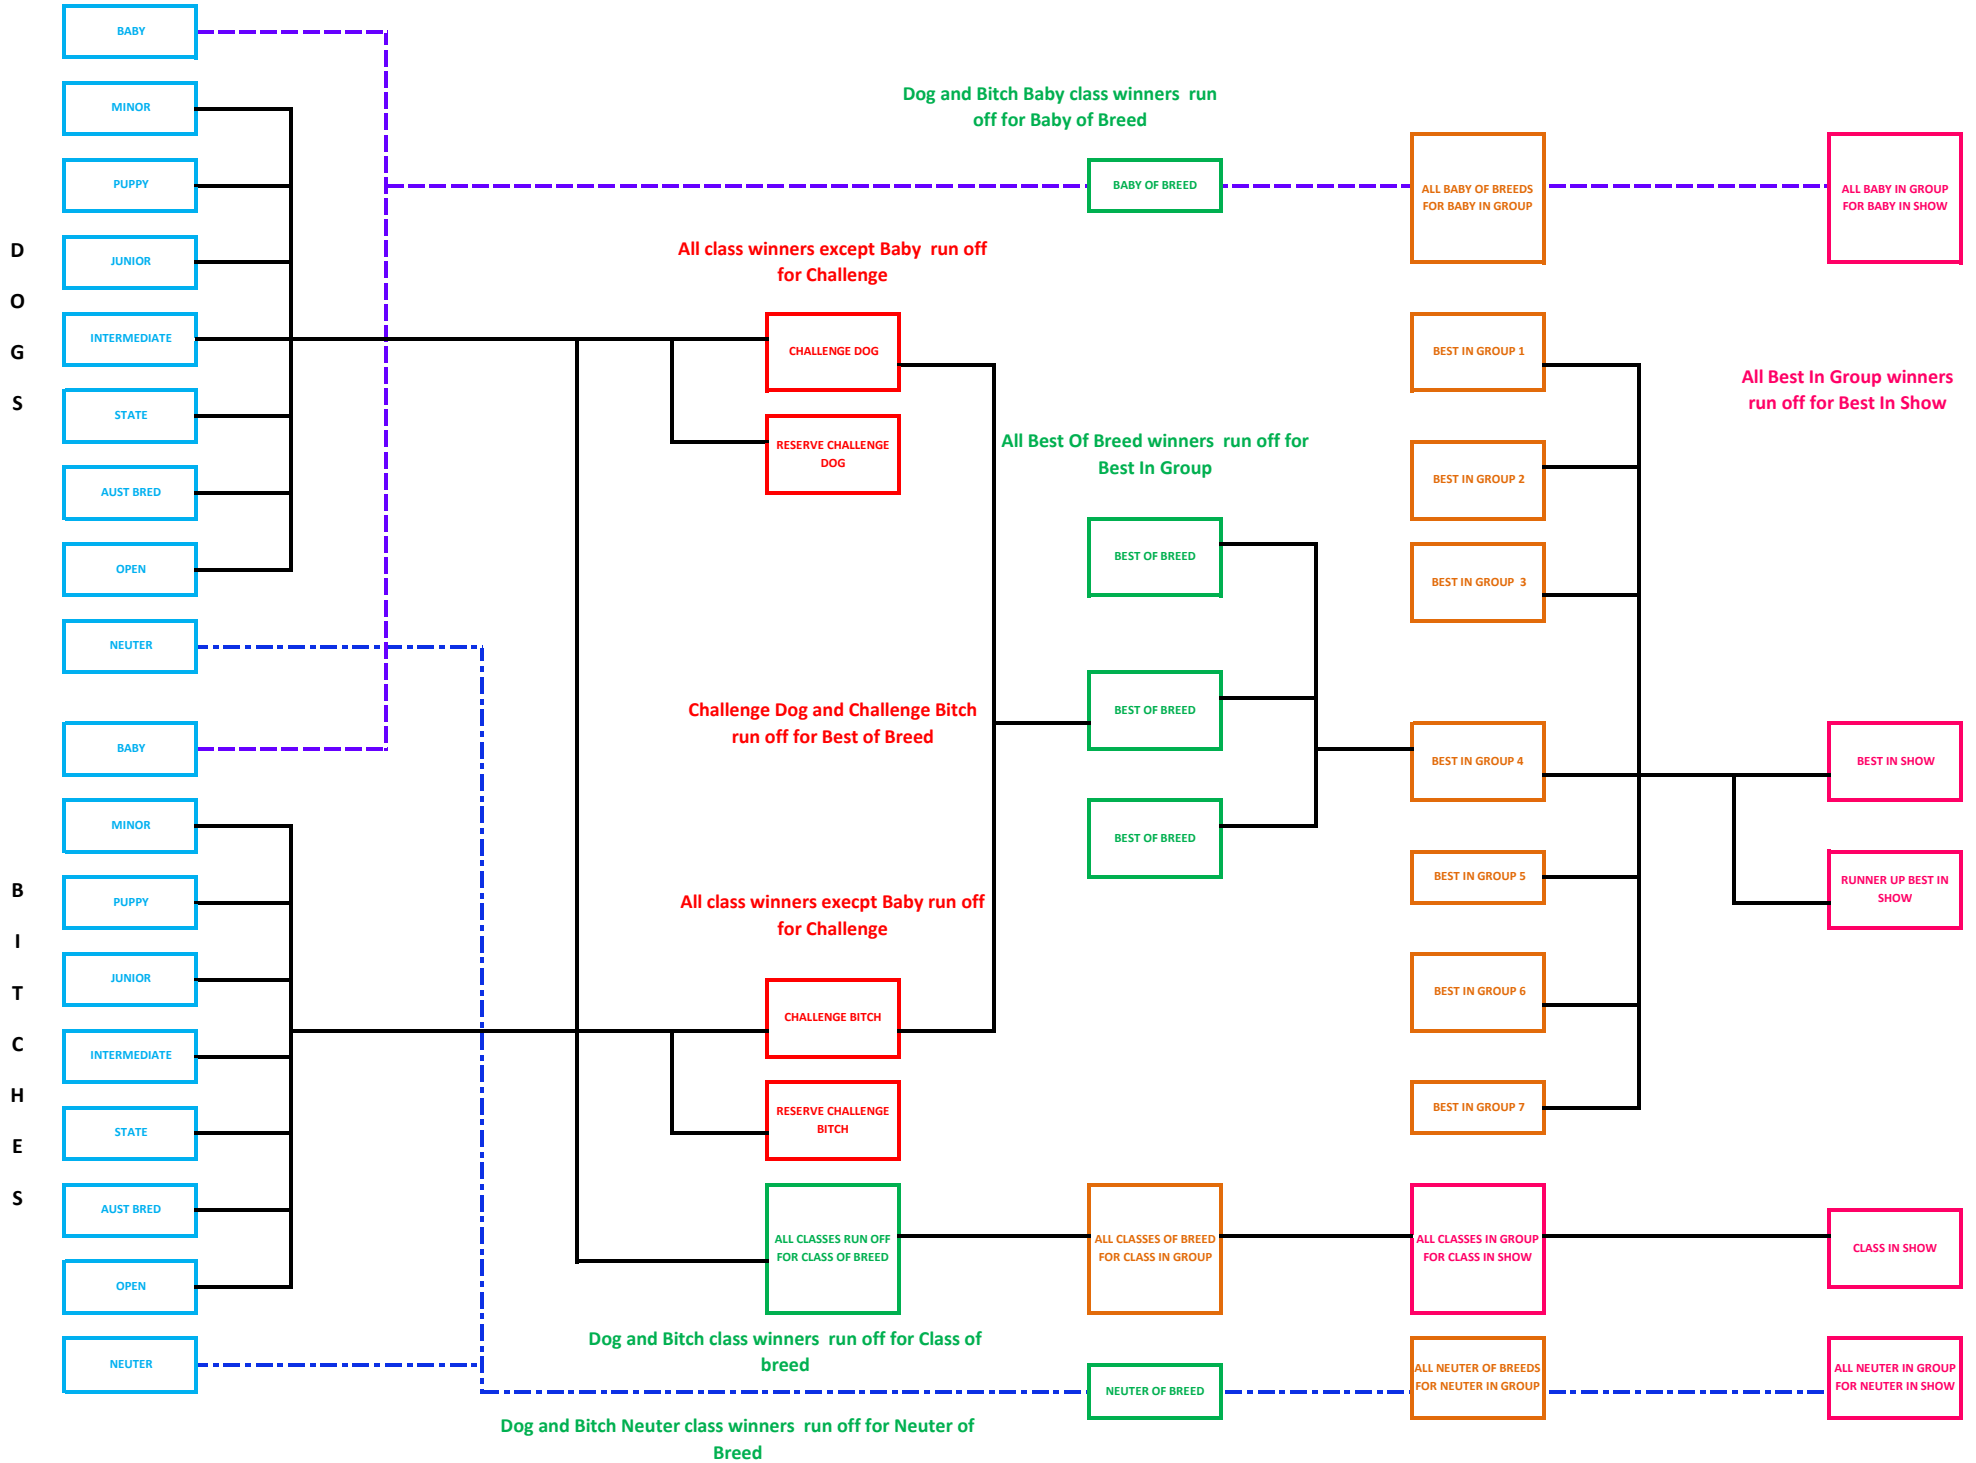 D
O
G
S
B
I
T
C
H
E
S
BABY
MINOR
PUPPY
JUNIOR
INTERMEDIATE
STATE
AUST BRED
OPEN
NEUTER
BABY
MINOR
PUPPY
JUNIOR
INTERMEDIATE
STATE
AUST BRED
OPEN
NEUTER
All class winners except Baby run off
for Challenge
CHALLENGE DOG
RESERVE CHALLENGE
DOG
Challenge Dog and Challenge Bitch
run off for Best of Breed
All class winners execpt Baby run off
for Challenge
CHALLENGE BITCH
RESERVE CHALLENGE
BITCH
ALL CLASSES RUN OFF
FOR CLASS OF BREED
Dog and Bitch class winners run off for Class of
breed
Dog and Bitch Neuter class winners run off for Neuter of
Breed
Dog and Bitch Baby class winners run
off for Baby of Breed
BABY OF BREED
All Best Of Breed winners run off for
Best In Group
BEST OF BREED
BEST OF BREED
BEST OF BREED
ALL CLASSES OF BREED
FOR CLASS IN GROUP
NEUTER OF BREED
ALL BABY OF BREEDS
FOR BABY IN GROUP
BEST IN GROUP 1
BEST IN GROUP 2
BEST IN GROUP 3
BEST IN GROUP 4
BEST IN GROUP 5
BEST IN GROUP 6
BEST IN GROUP 7
ALL CLASSES IN GROUP
FOR CLASS IN SHOW
ALL NEUTER OF BREEDS
FOR NEUTER IN GROUP
ALL BABY IN GROUP
FOR BABY IN SHOW
All Best In Group winners
run off for Best In Show
BEST IN SHOW
RUNNER UP BEST IN
SHOW
CLASS IN SHOW
ALL NEUTER IN GROUP
FOR NEUTER IN SHOW